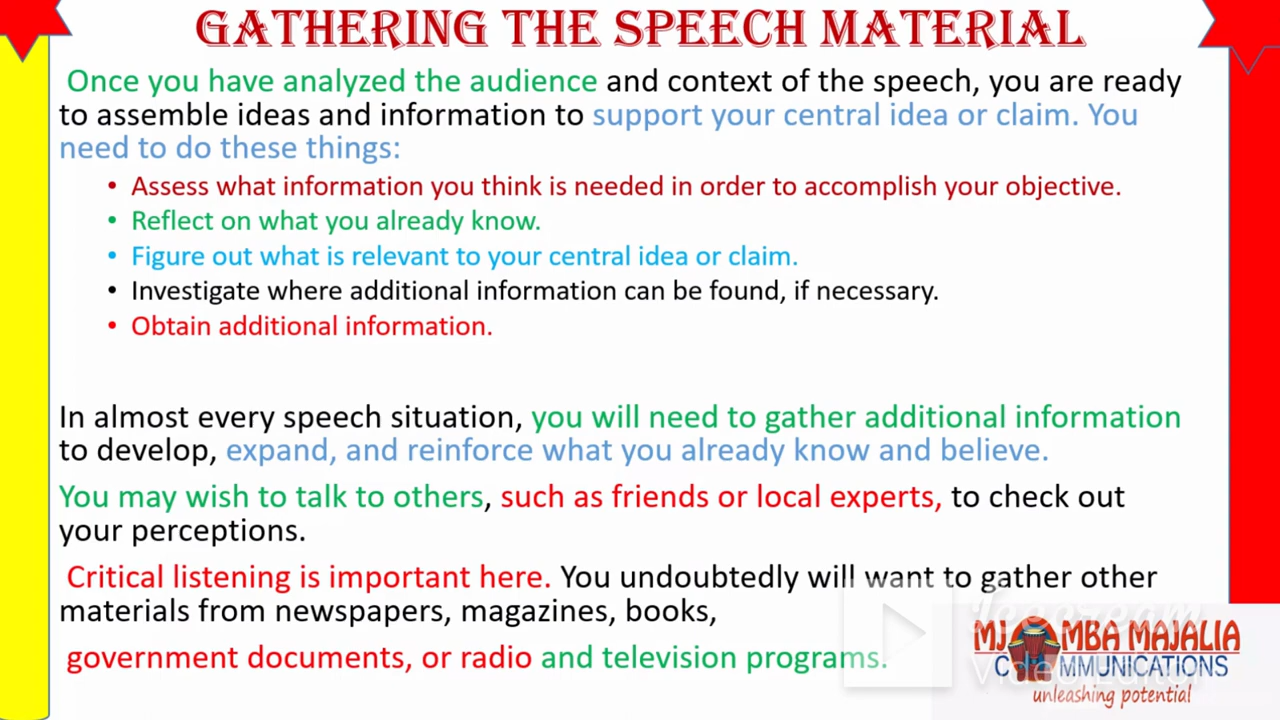 GATHERING THE SPEECH MATERIAL
Once you have analyzed the audience and context of the speech, you are ready
to assemble ideas and information to support your central idea or claim. You
need to do these things:
• Assess what information you think is needed in order to accomplish your objective.
• Reflect on what you already know.
• Figure out what is relevant to your central idea or claim.
• Investigate where additional information can be found, if necessary.
• Obtain additional information.
In almost every speech situation, you will need to gather additional information
to develop, expand, and reinforce what you already know and believe.
You may wish to talk to others, such as friends or local experts, to check out
your perceptions.
Critical listening is important here. You undoubtedly will want to gather other
materials from newspapers, magazines, books,
government documents, or radio and television programs.
MJOMBA MAJALIA
COMMUNICATIONS
unleashing potential
Video Editor